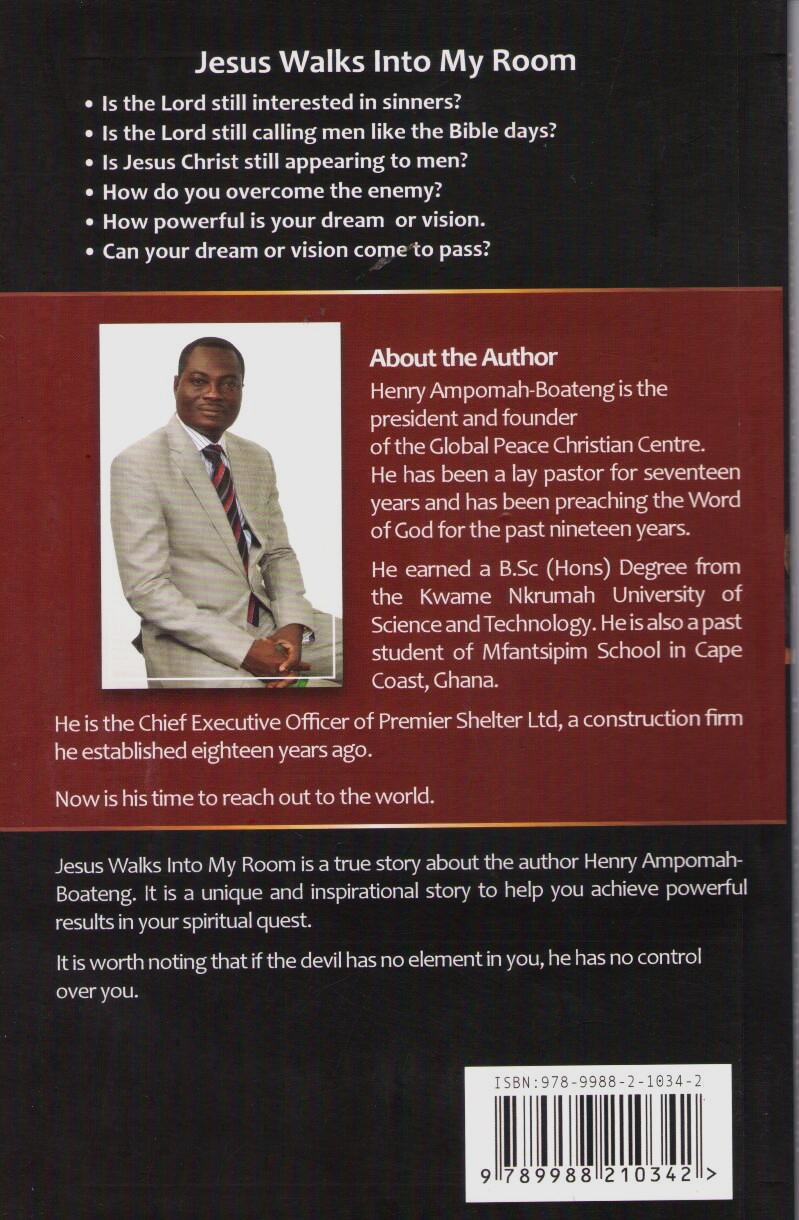 Jesus Walks Into My Room
• Is the Lord still interested in sinners?
• Is the Lord still calling men like the Bible days?
• Is Jesus Christ still appearing to men?
• How do you overcome the enemy?
• How powerful is your dream or vision.
• Can your dream or vision come to pass?
About the Author
Henry Ampomah-Boateng is the
president and founder
of the Global Peace Christian Centre.
He has been a lay pastor for seventeen
years and has been preaching the Word
of God for the past nineteen years.
He earned a B.Sc (Hons) Degree from
the Kwame Nkrumah University of
Science and Technology. He is also a past
student of Mfantsipim School in Cape
Coast, Ghana.
He is the Chief Executive Officer of Premier Shelter Ltd, a construction firm
he established eighteen years ago.
Now is his time to reach out to the world.
Jesus Walks Into My Room is a true story about the author Henry Ampomah-
Boateng. It is a unique and inspirational story to help you achieve powerful
results in your spiritual quest.
It is worth noting that if the devil has no element in you, he has no control
over you.
ISBN:978-9988-2-1034-2
9 789988 210342 >